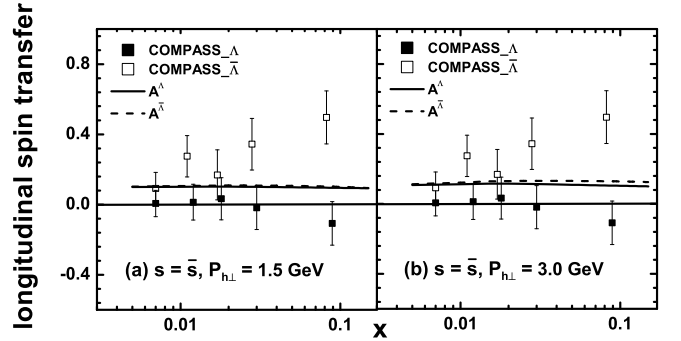 longitudinal spin transfer
0.8
0.4
0.0
-0.4
COMPASS_Λ
COMPASS_Λ̄
A^Λ
A^Λ̄
(a) s = s̄, P_h⊥ = 1.5 GeV
0.01
0.1
COMPASS_Λ
COMPASS_Λ̄
A^Λ
A^Λ̄
(b) s = s̄, P_h⊥ = 3.0 GeV
0.01
0.1
x